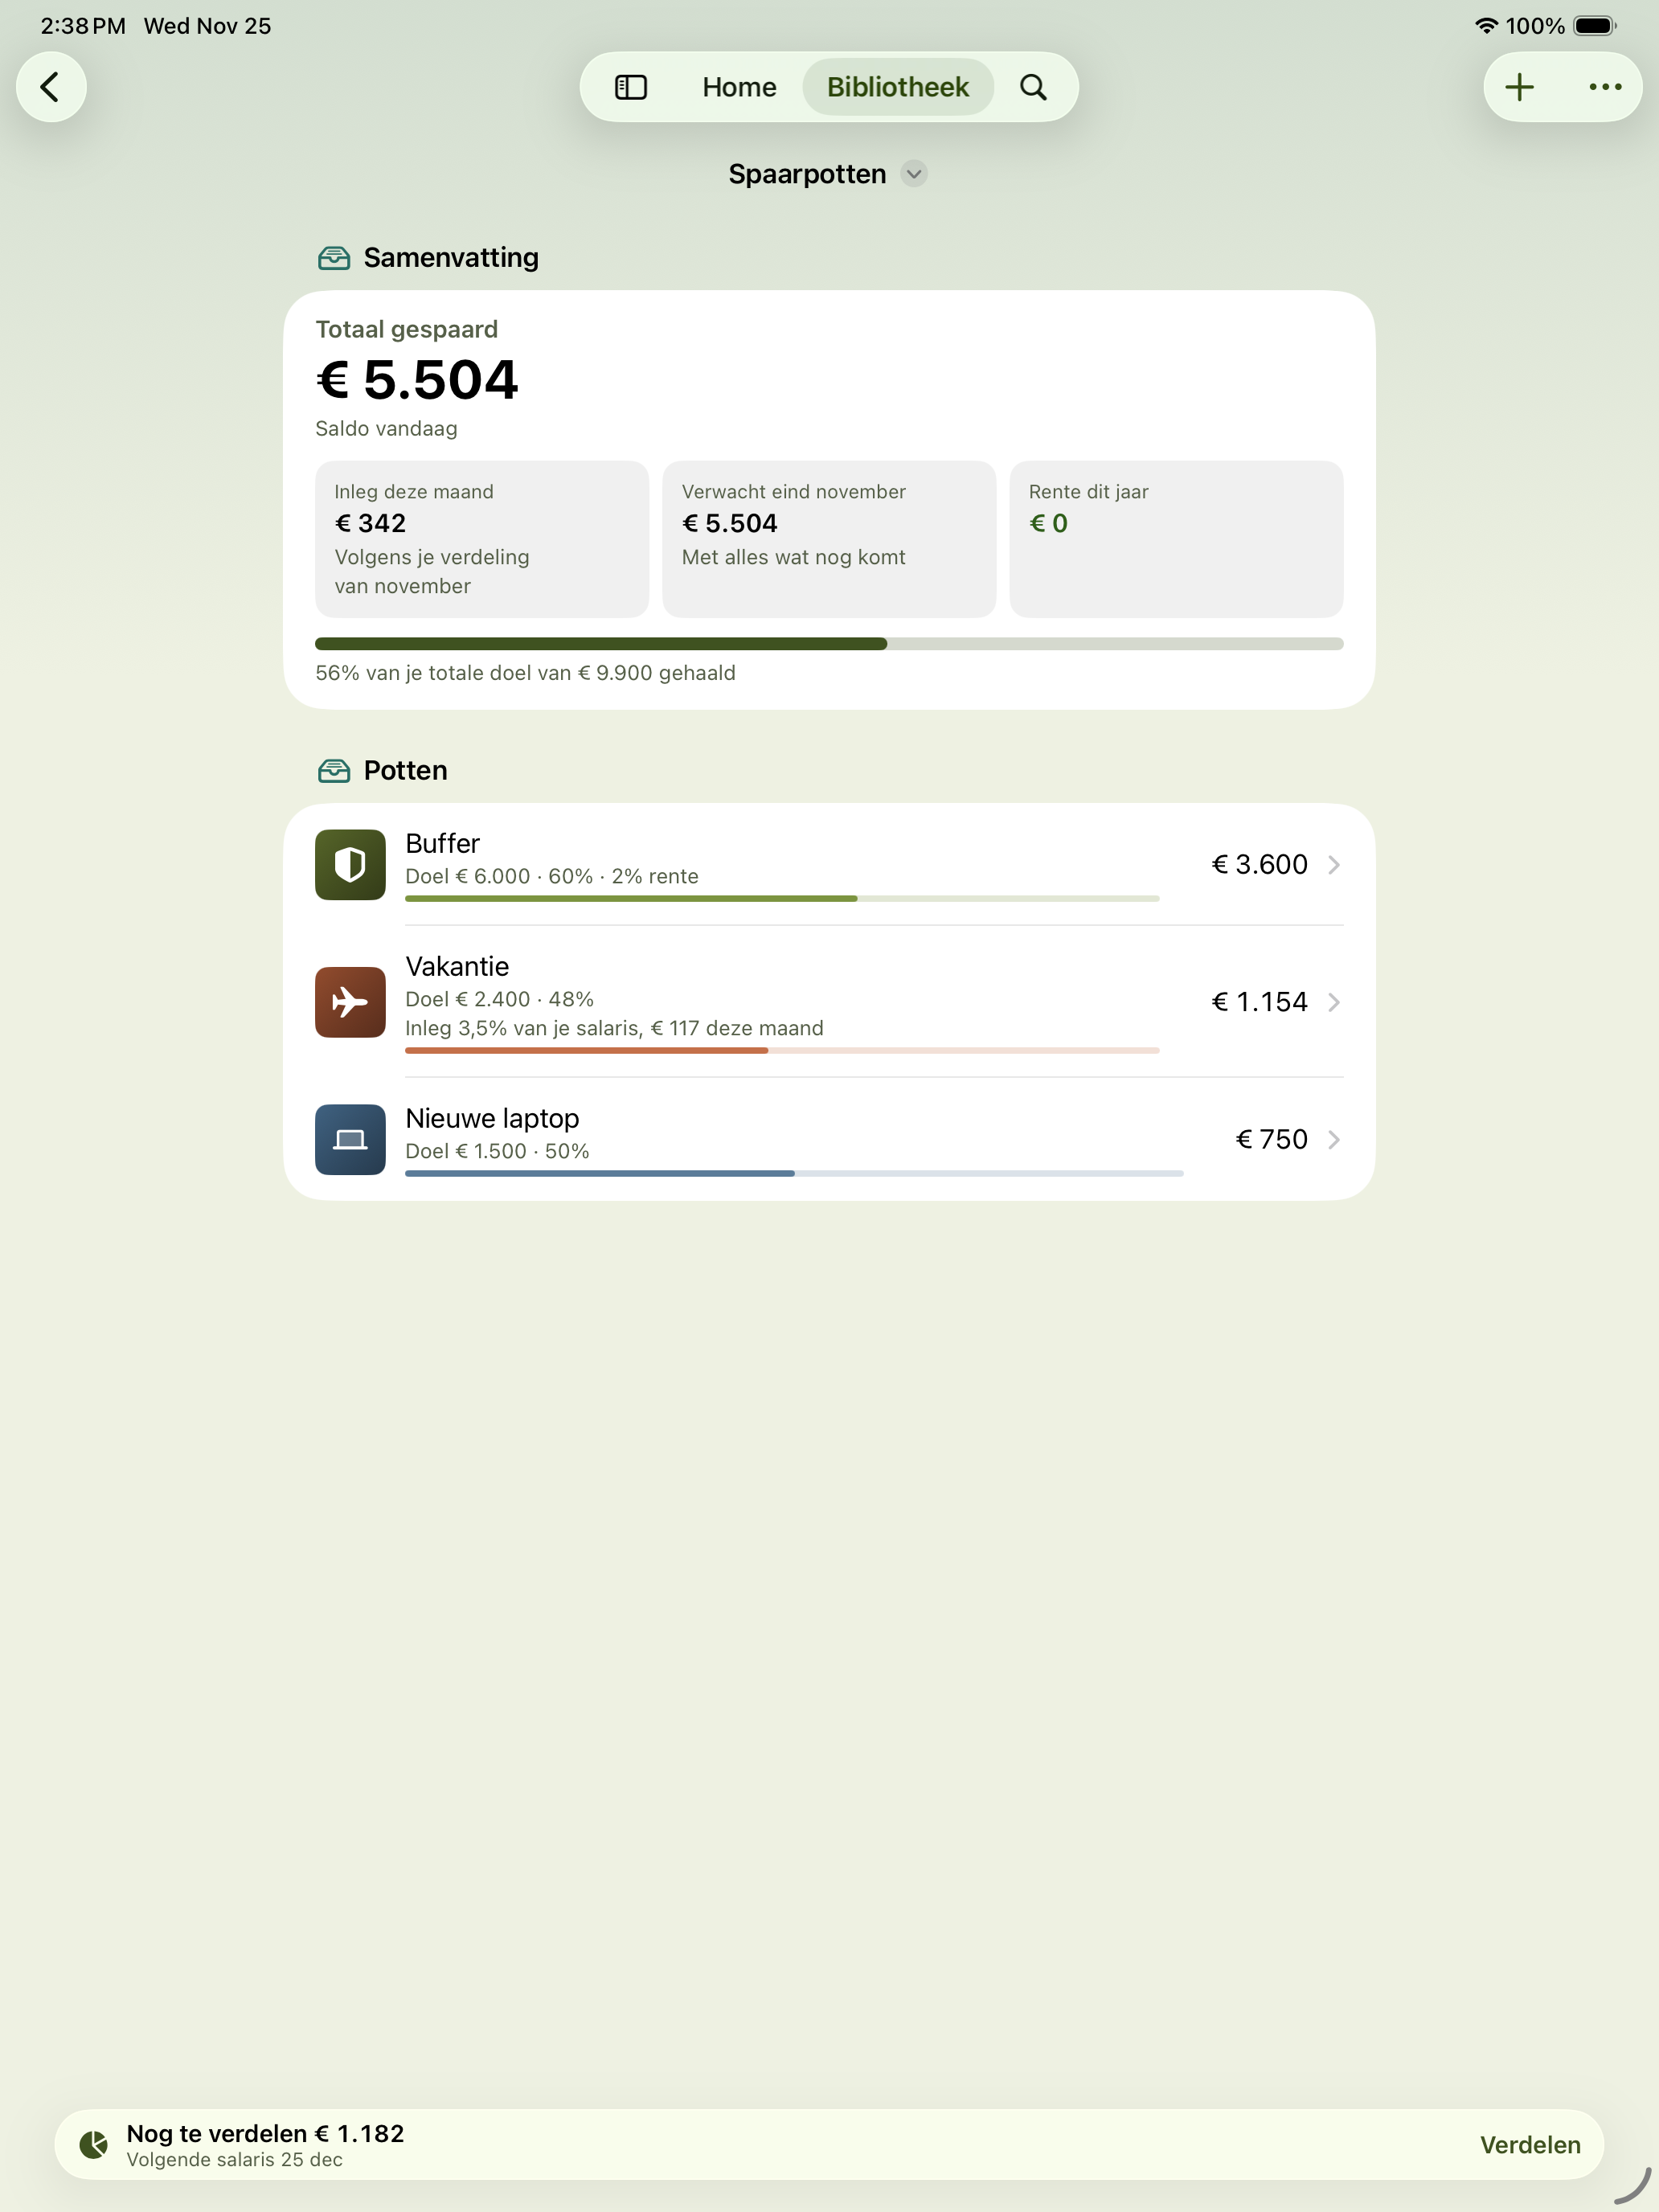 2:38 PM Wed Nov 25
100%
Home
Bibliotheek
Spaarpotten
Samenvatting
Totaal gespaard
€ 5.504
Saldo vandaag
Inleg deze maand
€ 342
Volgens je verdeling
van november
Verwacht eind november
€ 5.504
Met alles wat nog komt
Rente dit jaar
€ 0
56% van je totale doel van € 9.900 gehaald
Potten
Buffer
Doel € 6.000 · 60% · 2% rente
€ 3.600
Vakantie
Doel € 2.400 · 48%
Inleg 3,5% van je salaris, € 117 deze maand
€ 1.154
Nieuwe laptop
Doel € 1.500 · 50%
€ 750
Nog te verdelen € 1.182
Volgende salaris 25 dec
Verdelen